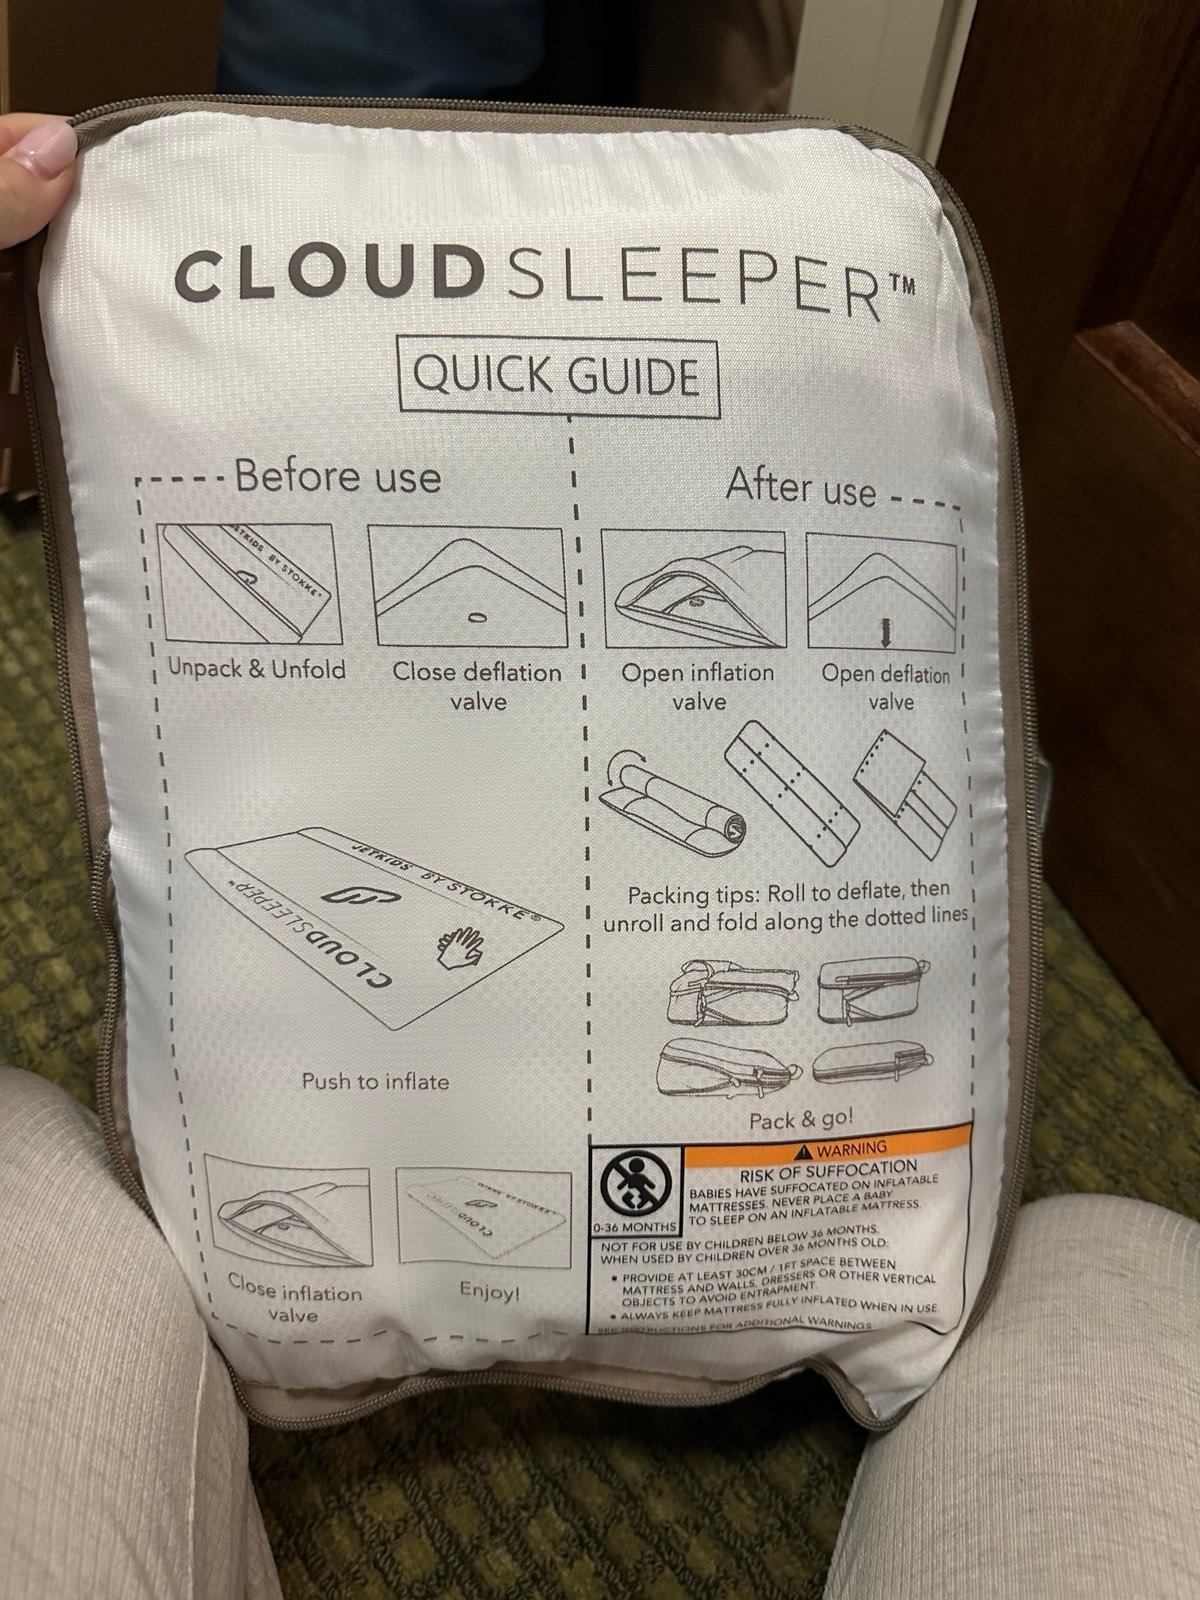 CLOUDSLEEPER™
QUICK GUIDE
Before use
JETKIDS BY STOKKE®
Unpack & Unfold
Close deflation
valve
JETKIDS BY STOKKE®
CLOUDSLEEPER™
Push to inflate
Close inflation
valve
CLOUD
Enjoy!
After use
Open inflation
valve
Open deflation
valve
Packing tips: Roll to deflate, then
unroll and fold along the dotted lines
Pack & go!
WARNING
0-36 MONTHS
RISK OF SUFFOCATION
BABIES HAVE SUFFOCATED ON INFLATABLE
MATTRESSES. NEVER PLACE A BABY
TO SLEEP ON AN INFLATABLE MATTRESS.
NOT FOR USE BY CHILDREN BELOW 36 MONTHS.
WHEN USED BY CHILDREN OVER 36 MONTHS OLD:
• PROVIDE AT LEAST 30CM / 1FT SPACE BETWEEN
MATTRESS AND WALLS, DRESSERS OR OTHER VERTICAL
OBJECTS TO AVOID ENTRAPMENT.
• ALWAYS KEEP MATTRESS FULLY INFLATED WHEN IN USE.
SEE INSTRUCTIONS FOR ADDITIONAL WARNINGS